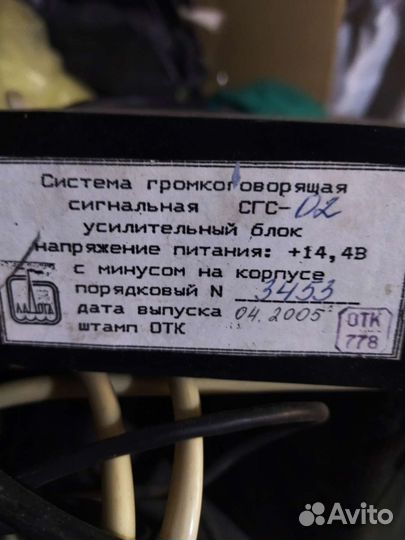 Система громкоговорящая
сигнальная СГС-02
усилительный блок
напряжение питания: +14,4В
с минусом на корпусе
порядковый N 3453
дата выпуска 04.2005
штамп ОТК
ОТК
778
ЛАДОГА
Avito